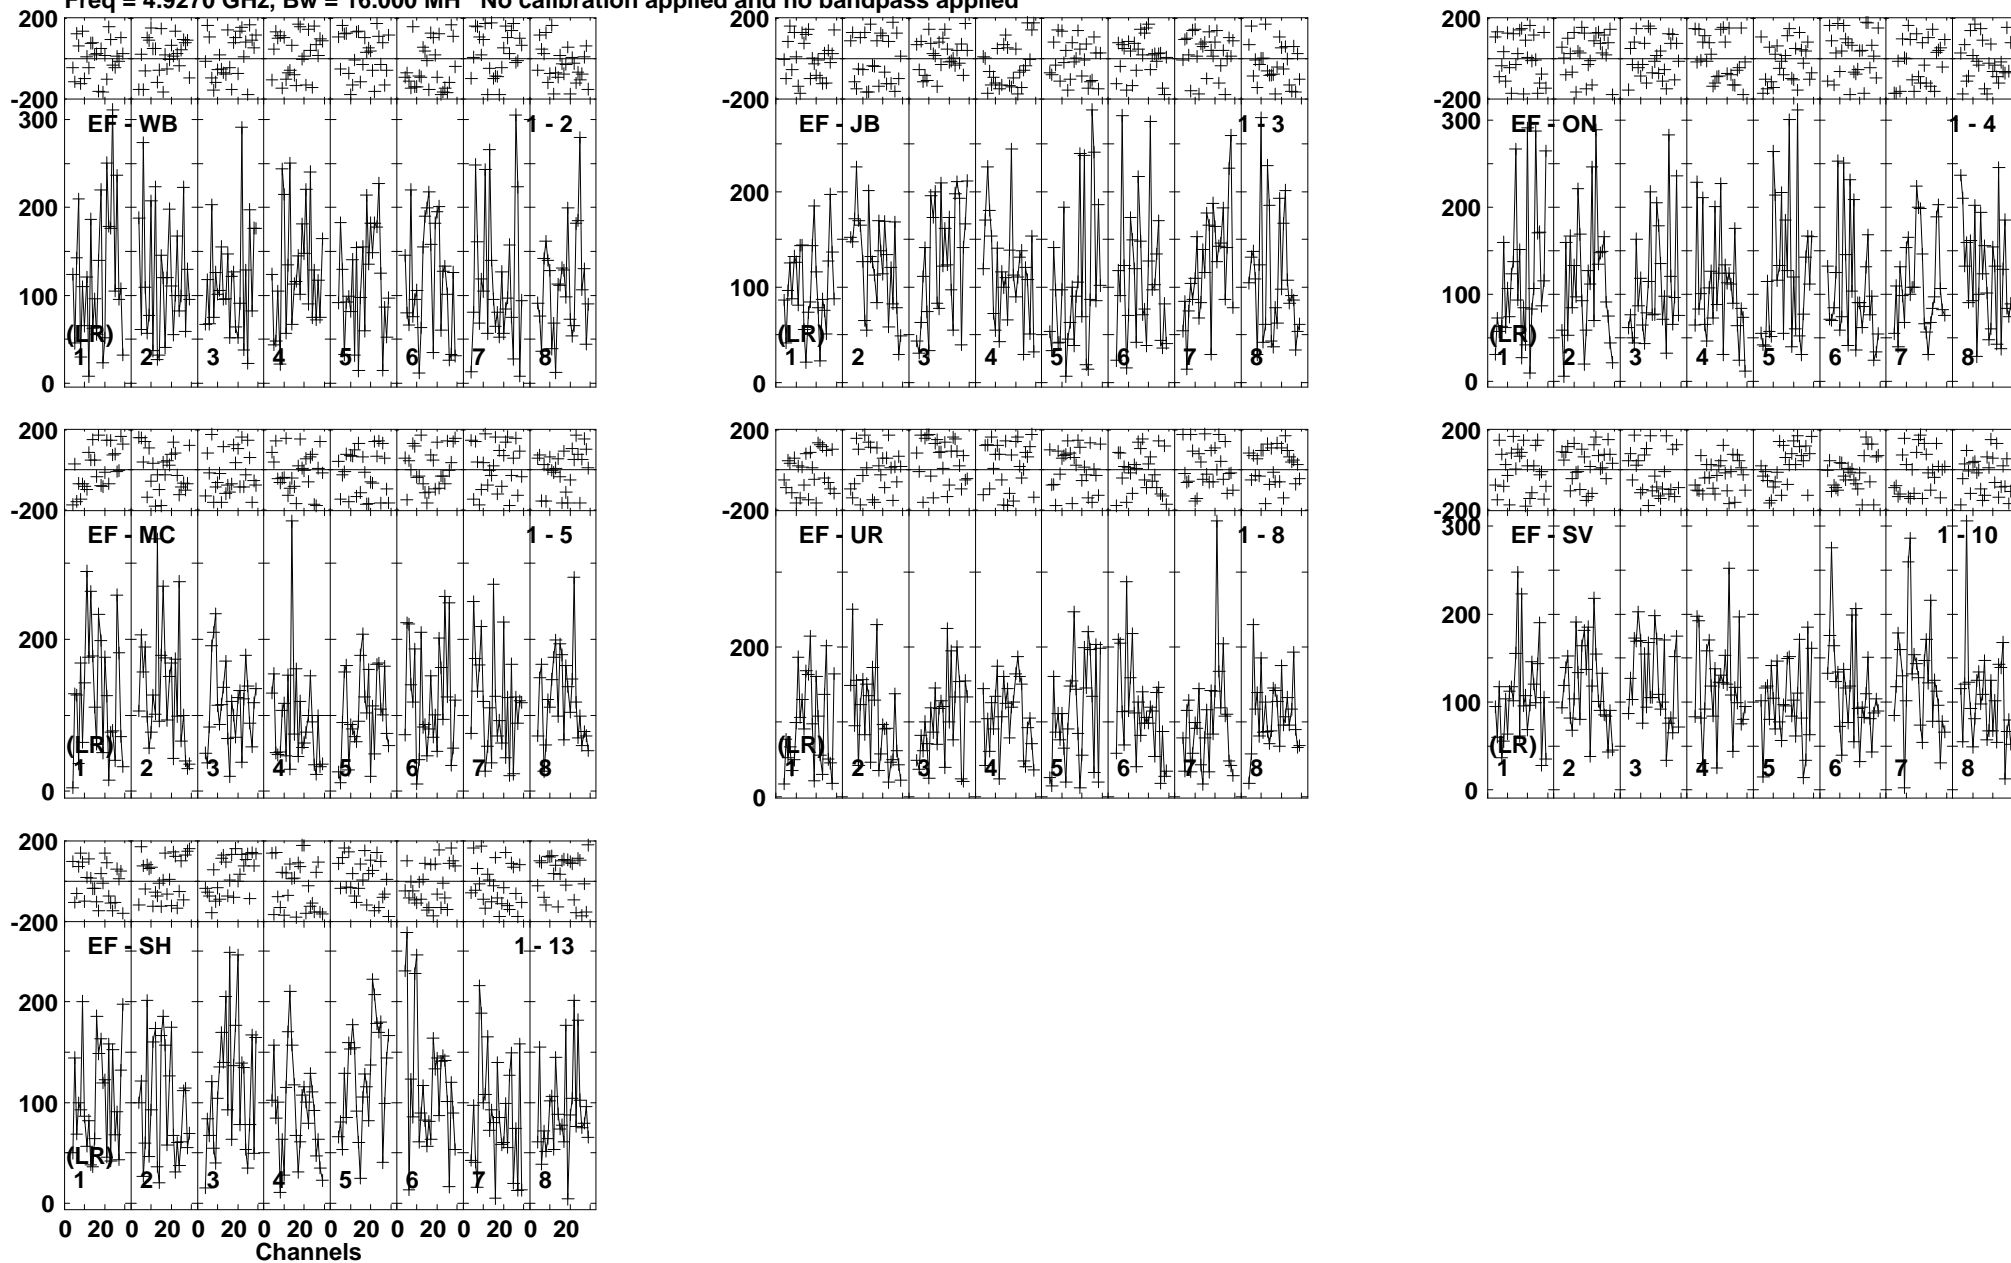 Freq = 4.9270 GHz, Bw = 16.000 MH No calibration applied and no bandpass applied
200 200 200
-200 -200 -200
300 300
EF - WB 1 - 2 EF - JB 1 - 3 EF - ON 1 - 4
200 200 200
100 100 100
(LR) (LR) (LR)
1 2 3 4 5 6 7 8 1 2 3 4 5 6 7 8 1 2 3 4 5 6 7 8
0 0 0
200 200 200
-200 -200 -200
300
EF - MC 1 - 5 EF - UR 1 - 8 EF - SV 1 - 10
200 200 200
100
(LR) (LR) (LR)
1 2 3 4 5 6 7 8 1 2 3 4 5 6 7 8 1 2 3 4 5 6 7 8
0 0 0
200
-200
EF - SH 1 - 13
200
100
(LR)
1 2 3 4 5 6 7 8
0
0 20 0 20 0 20 0 20 0 20 0 20 0 20 0 20
Channels